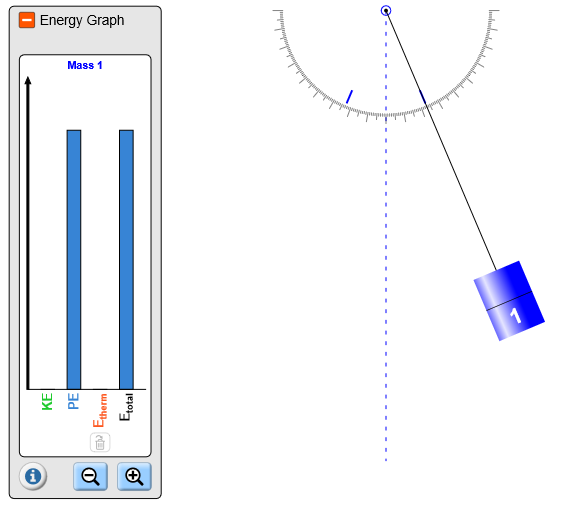 Energy Graph
Mass 1
KE
PE
Etherm
Etotal
1